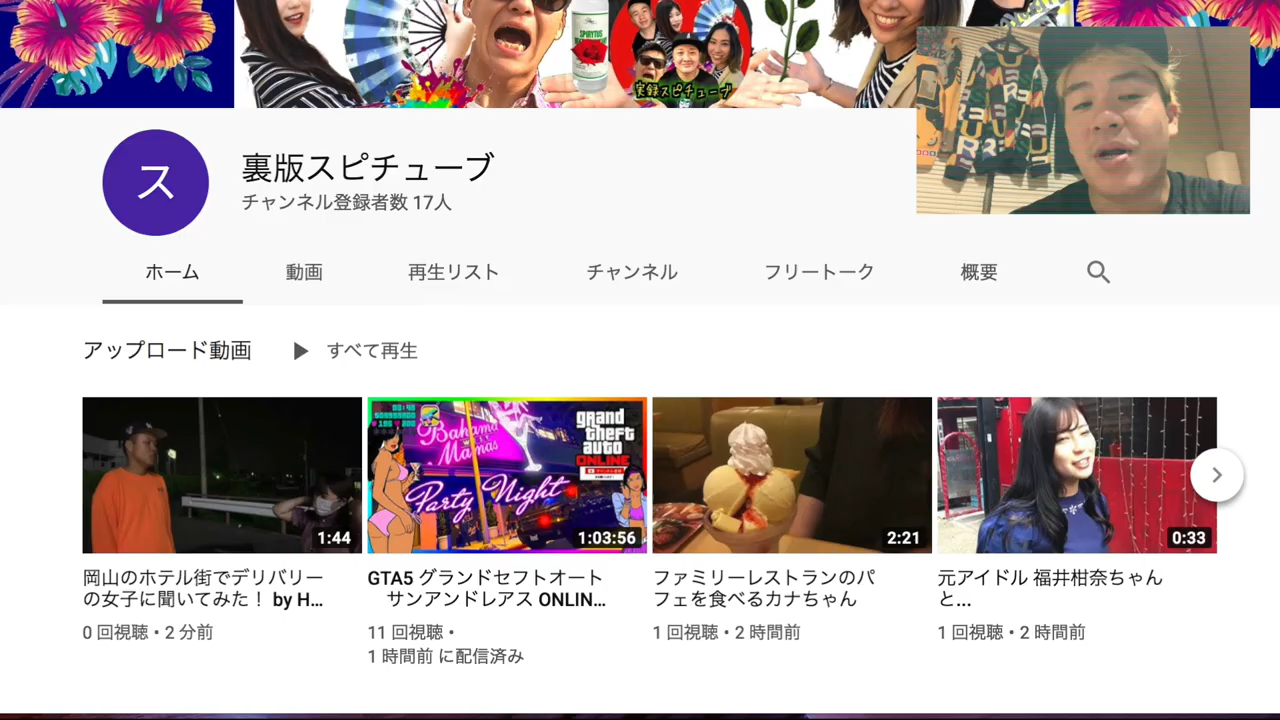 SPIRYTUS
実録スピチューブ
ス
裏版スピチューブ
チャンネル登録者数 17人
ホーム
動画
再生リスト
チャンネル
フリートーク
概要
アップロード動画
すべて再生
1:44
Bahama
Mamas
Party Night
grand
theft
auto
ONLINE
1:03:56
2:21
0:33
岡山のホテル街でデリバリー
の女子に聞いてみた！ by H...
0 回視聴・2 分前
GTA5 グランドセフトオート
サンアンドレアス ONLIN...
11 回視聴・
1 時間前 に配信済み
ファミリーレストランのパ
フェを食べるカナちゃん
1 回視聴・2 時間前
元アイドル 福井柑奈ちゃん
と...
1 回視聴・2 時間前